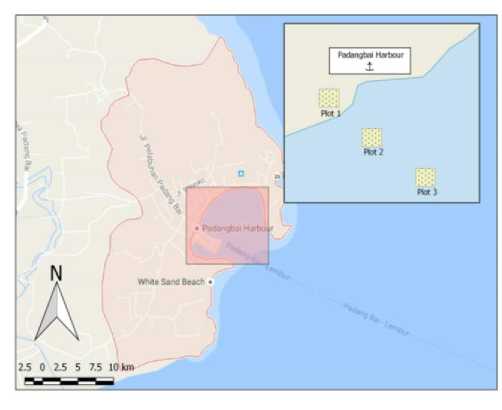 Padangbai Harbour
Plot 1
Plot 2
Plot 3
Jl. Pelabuhan Padang Bai
Padangbai Harbour
Padang Bai - Lembar
White Sand Beach
Padang Bai - Lembar
N
2.5 0 2.5 5 7.5 10 km